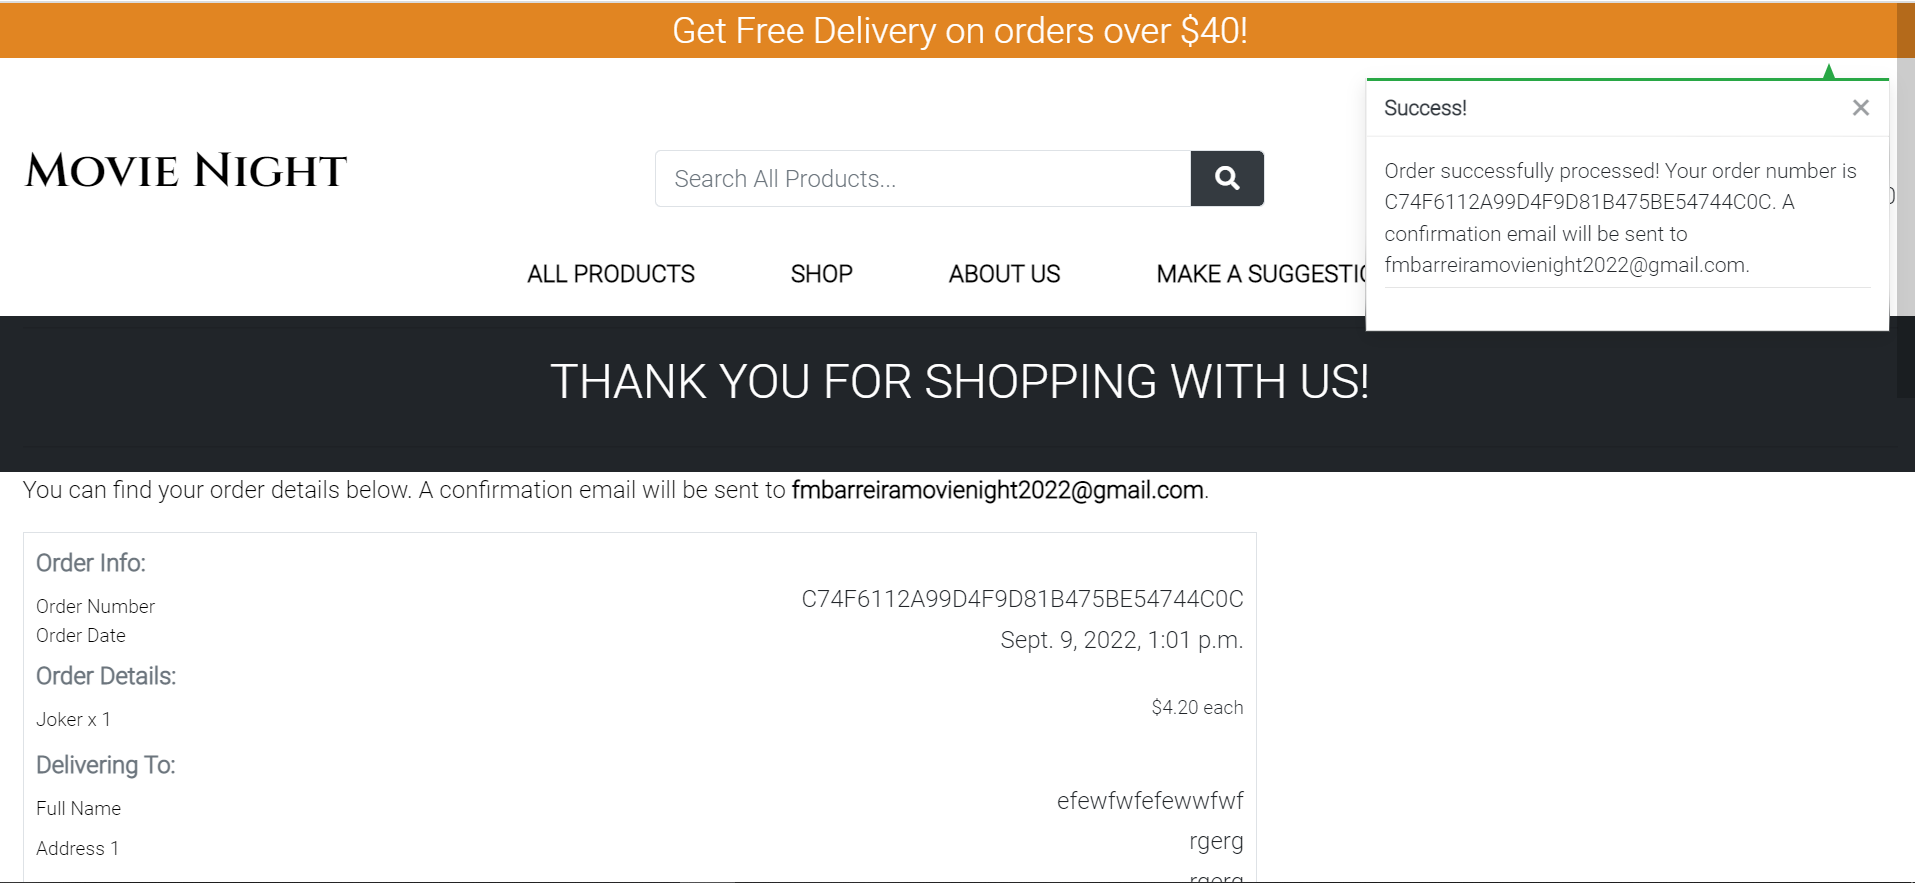 Get Free Delivery on orders over $40!
Success!
×
Order successfully processed! Your order number is
C74F6112A99D4F9D81B475BE54744C0C. A
confirmation email will be sent to
fmbarreiramovienight2022@gmail.com.
Movie Night
Search All Products...
ALL PRODUCTS SHOP ABOUT US MAKE A SUGGESTIO
THANK YOU FOR SHOPPING WITH US!
You can find your order details below. A confirmation email will be sent to fmbarreiramovienight2022@gmail.com.
Order Info:
Order Number C74F6112A99D4F9D81B475BE54744C0C
Order Date Sept. 9, 2022, 1:01 p.m.
Order Details:
Joker x 1 $4.20 each
Delivering To:
Full Name efewfwfefewwfwf
Address 1 rgerg